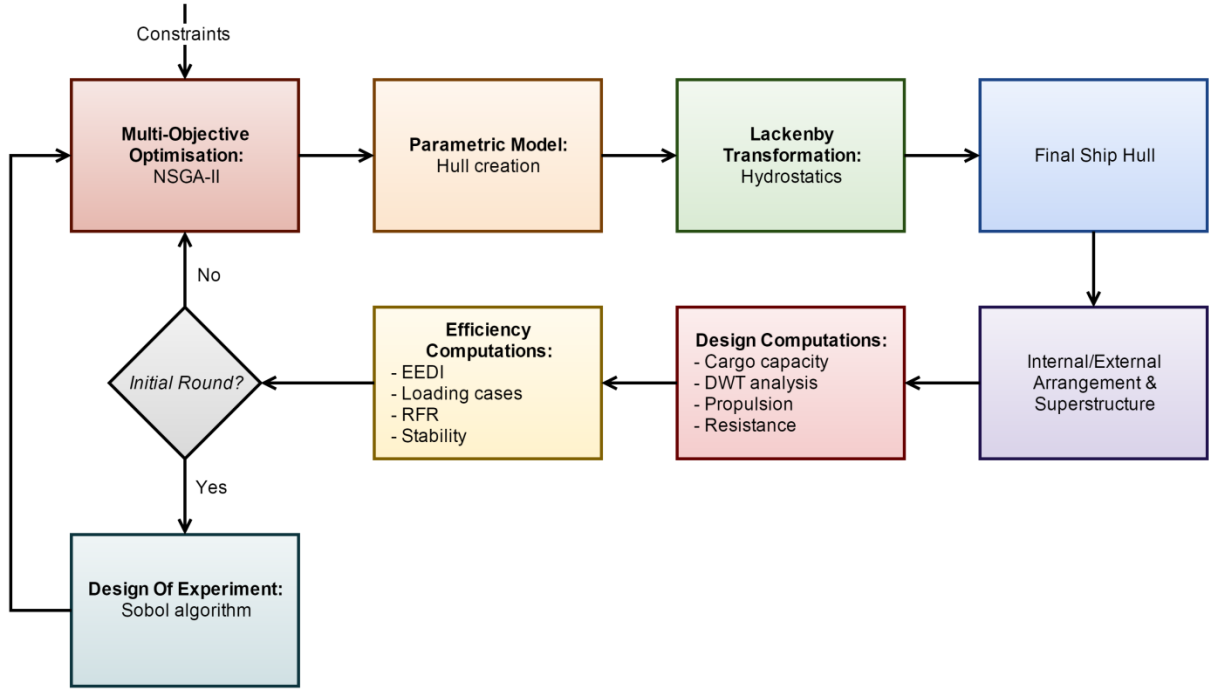 Constraints
Multi-Objective
Optimisation:
NSGA-II
Parametric Model:
Hull creation
Lackenby
Transformation:
Hydrostatics
Final Ship Hull
No
Initial Round?
Efficiency
Computations:
- EEDI
- Loading cases
- RFR
- Stability
Design Computations:
- Cargo capacity
- DWT analysis
- Propulsion
- Resistance
Internal/External
Arrangement &
Superstructure
Yes
Design Of Experiment:
Sobol algorithm